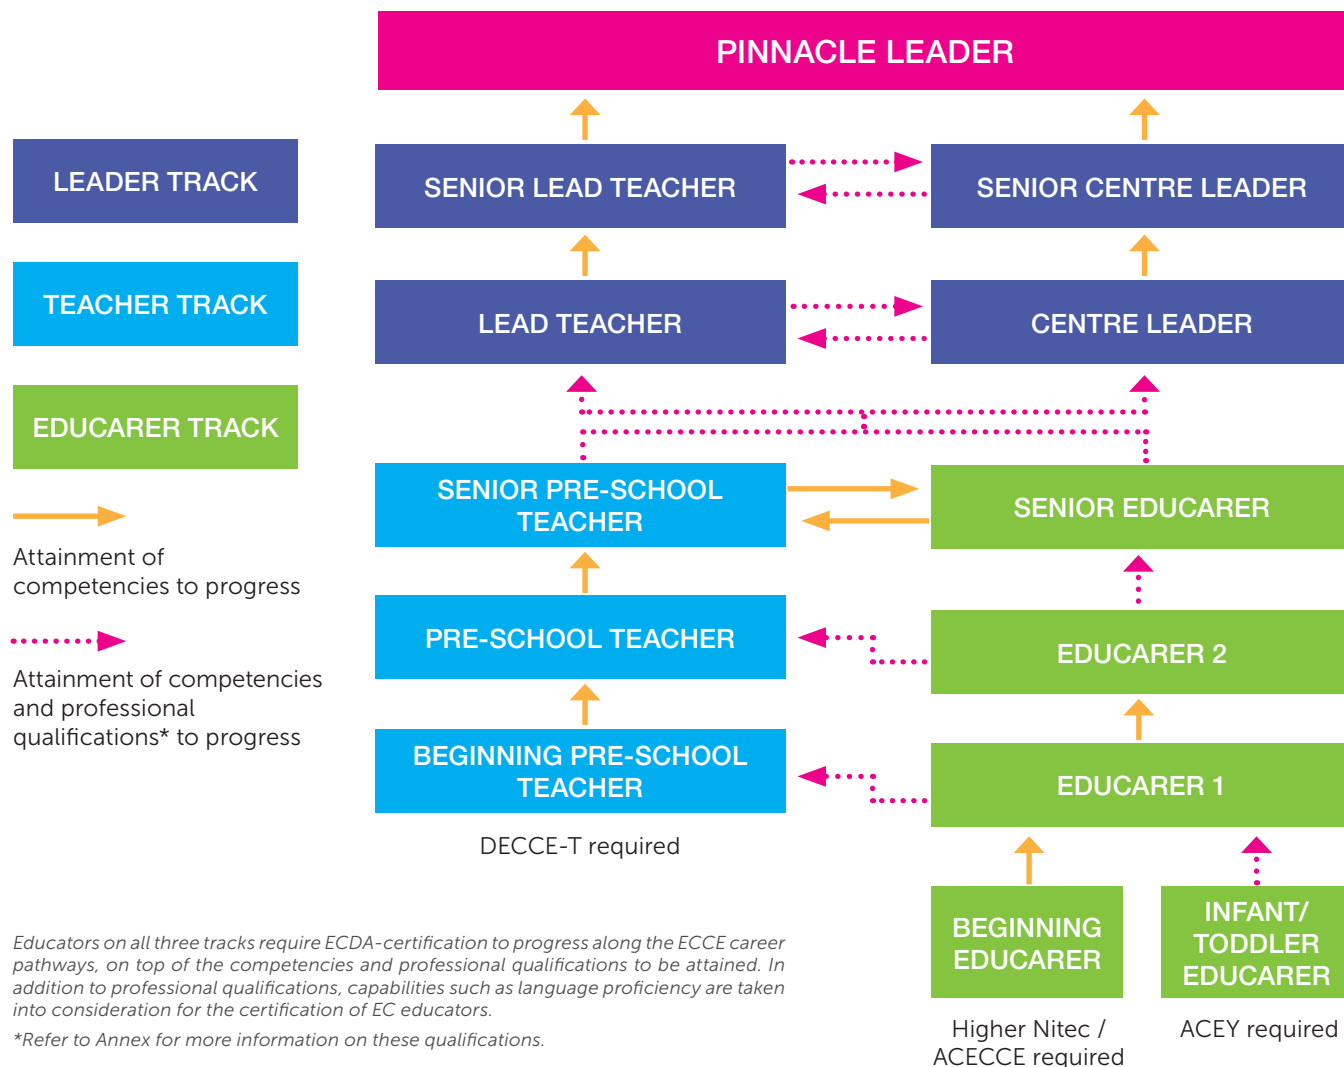 PINNACLE LEADER
LEADER TRACK
TEACHER TRACK
EDUCARER TRACK
Attainment of
competencies to progress
Attainment of competencies
and professional
qualifications* to progress
SENIOR LEAD TEACHER
SENIOR CENTRE LEADER
LEAD TEACHER
CENTRE LEADER
SENIOR PRE-SCHOOL
TEACHER
SENIOR EDUCARER
PRE-SCHOOL TEACHER
EDUCARER 2
BEGINNING PRE-SCHOOL
TEACHER
EDUCARER 1
DECCE-T required
BEGINNING
EDUCARER
INFANT/
TODDLER
EDUCARER
Higher Nitec /
ACECCE required
ACEY required
Educators on all three tracks require ECDA-certification to progress along the ECCE career
pathways, on top of the competencies and professional qualifications to be attained. In
addition to professional qualifications, capabilities such as language proficiency are taken
into consideration for the certification of EC educators.
*Refer to Annex for more information on these qualifications.